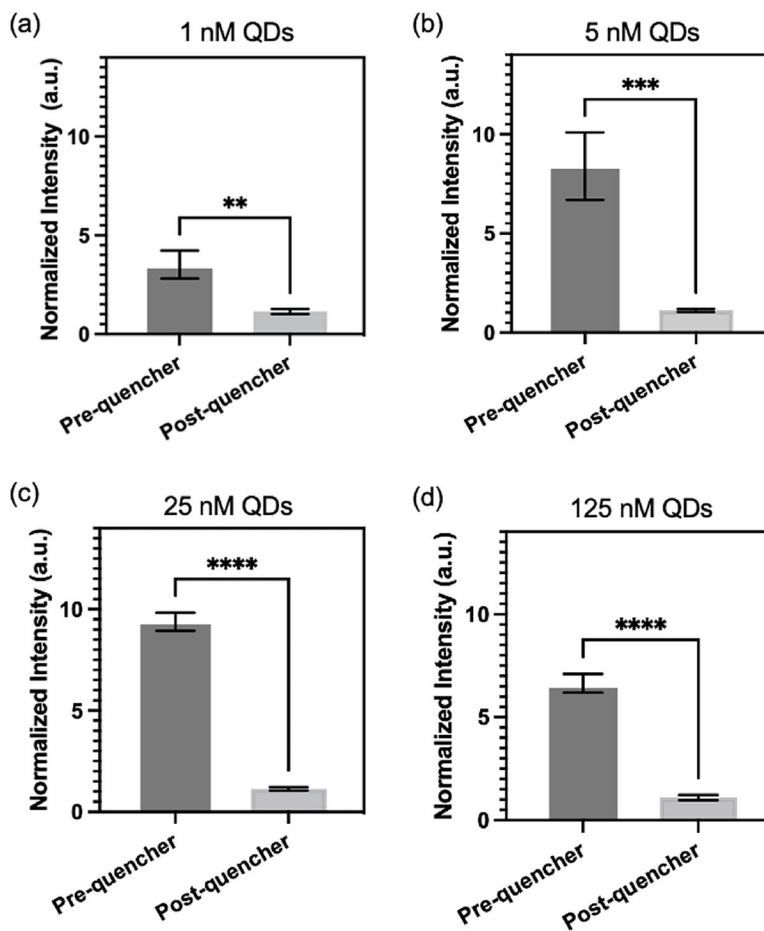 (a)
1 nM QDs
Normalized Intensity (a.u.)
10
5
0
**
Pre-quencher
Post-quencher
(b)
5 nM QDs
Normalized Intensity (a.u.)
10
5
0
***
Pre-quencher
Post-quencher
(c)
25 nM QDs
Normalized Intensity (a.u.)
10
5
0
****
Pre-quencher
Post-quencher
(d)
125 nM QDs
Normalized Intensity (a.u.)
10
5
0
****
Pre-quencher
Post-quencher